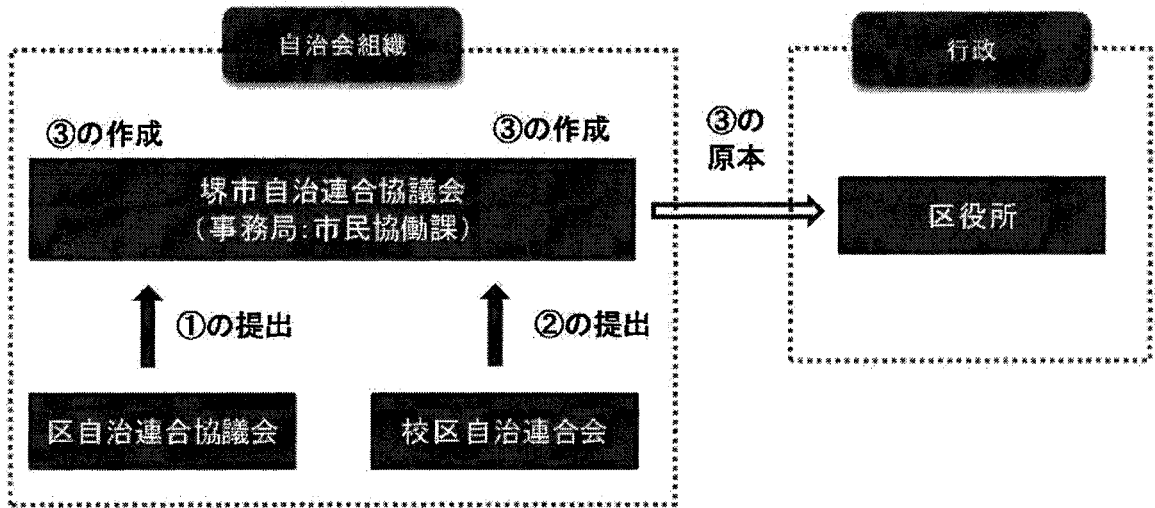 自治会組織
行政
③の作成
③の作成
③の
原本
堺市自治連合協議会
(事務局:市民協働課)
区役所
①の提出
②の提出
区自治連合協議会
校区自治連合会